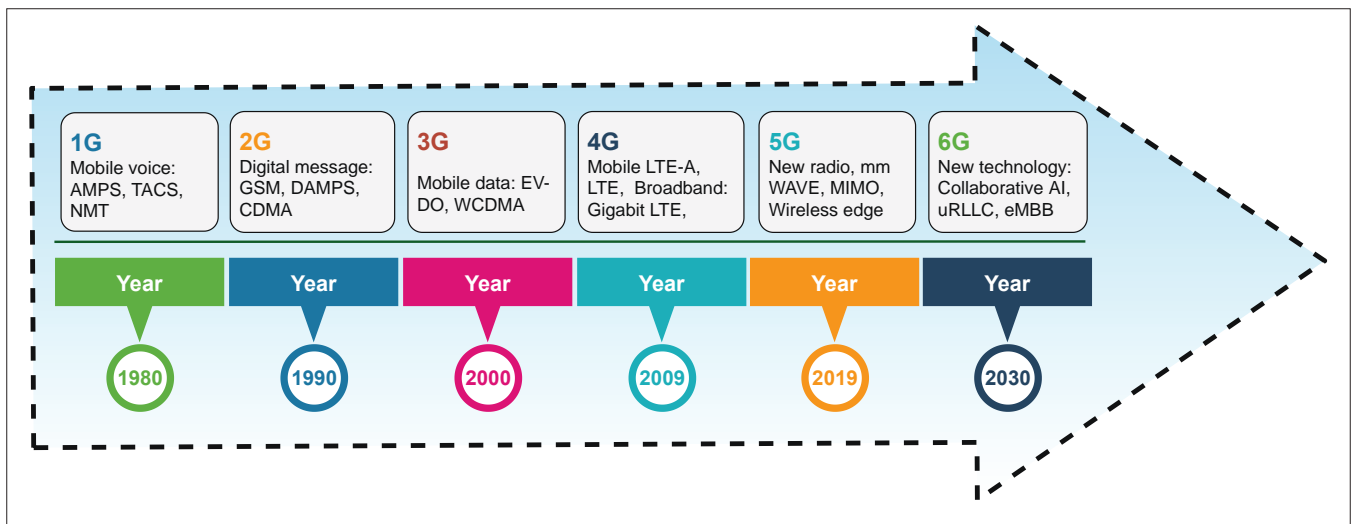 1G
Mobile voice:
AMPS, TACS,
NMT
2G
Digital message:
GSM, DAMPS,
CDMA
3G
Mobile data: EV-
DO, WCDMA
4G
Mobile LTE-A,
LTE, Broadband:
Gigabit LTE,
5G
New radio, mm
WAVE, MIMO,
Wireless edge
6G
New technology:
Collaborative AI,
uRLLC, eMBB
Year
Year
Year
Year
Year
Year
1980
1990
2000
2009
2019
2030